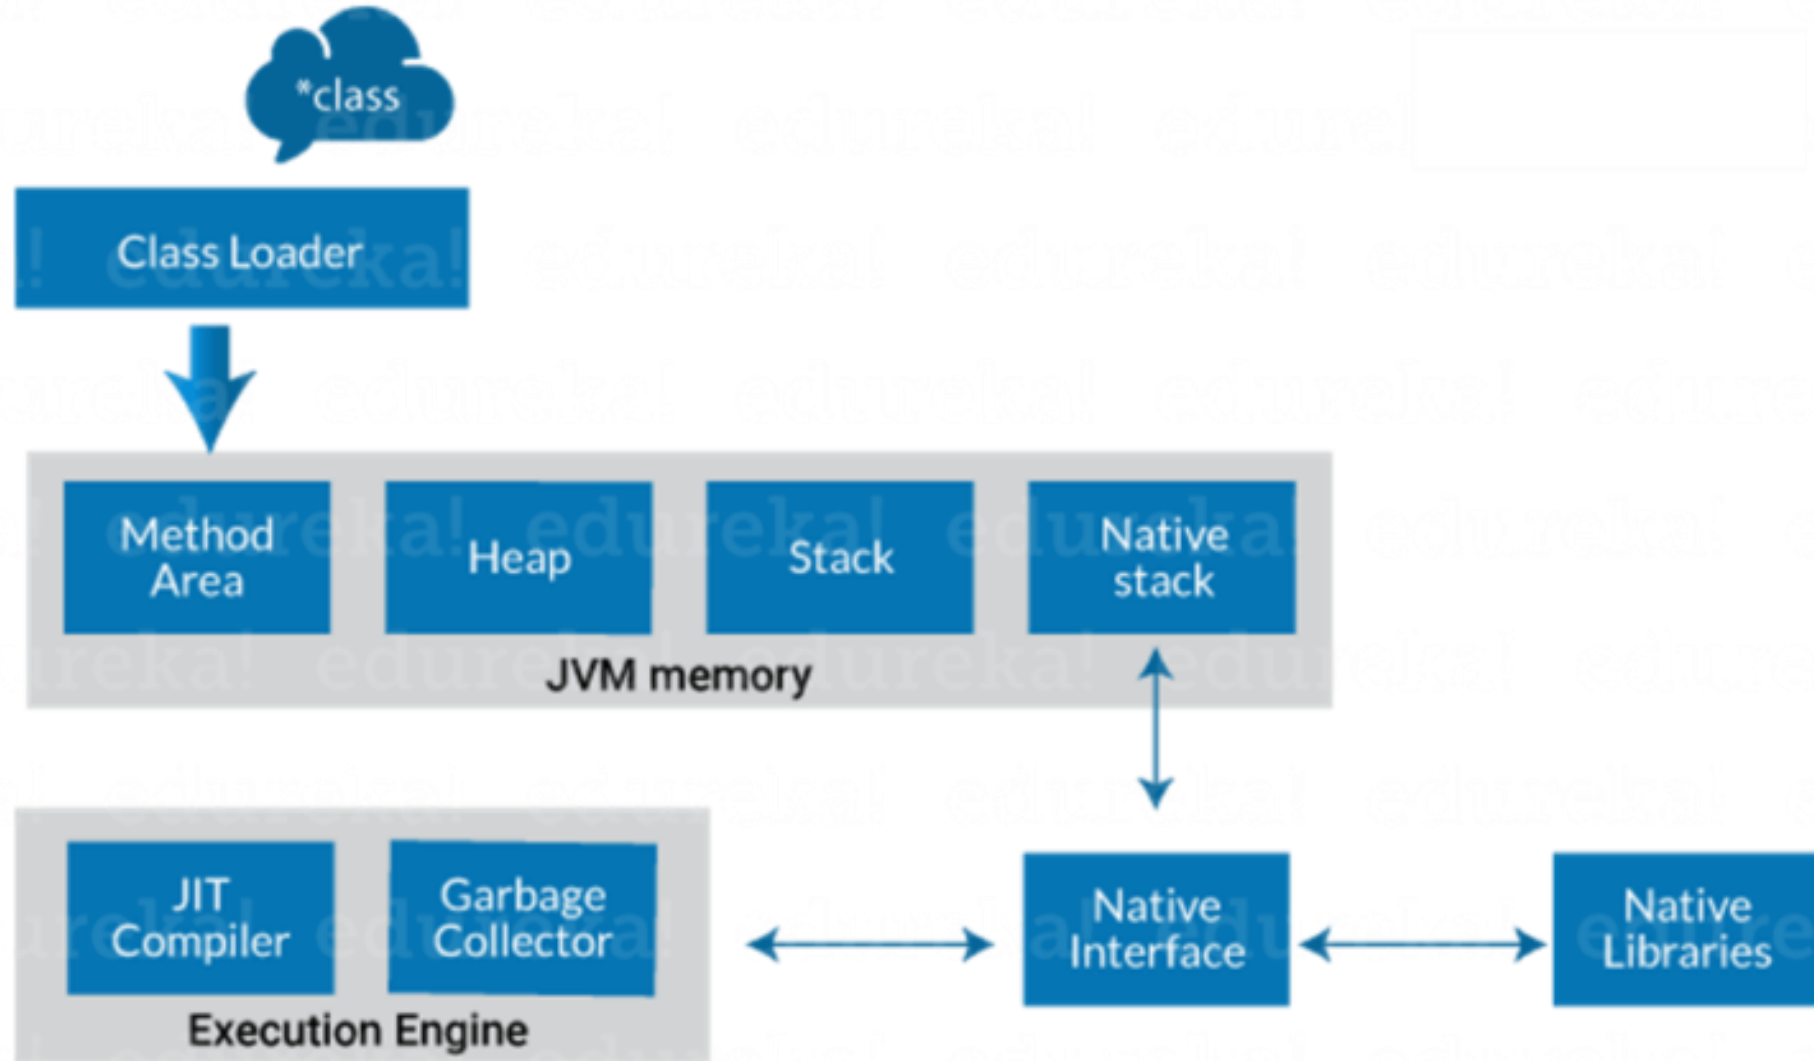 *class
Class Loader
Method
Area
Heap
Stack
Native
stack
JVM memory
JIT
Compiler
Garbage
Collector
Execution Engine
Native
Interface
Native
Libraries
edureka!